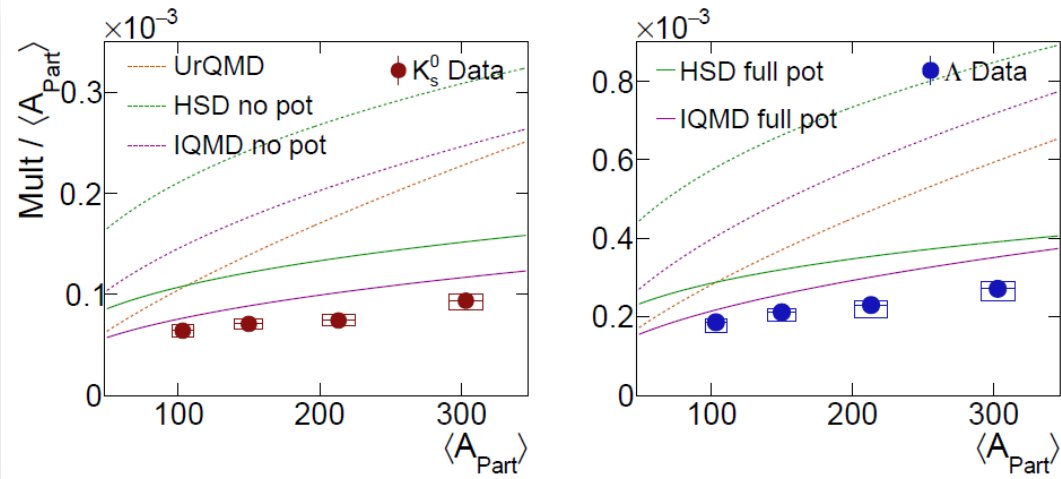 ×10⁻³
Mult / ⟨A_Part⟩
0.3
0.2
0.1
0
UrQMD
HSD no pot
IQMD no pot
K⁰ₛ Data
100
200
300
⟨A_Part⟩
×10⁻³
0.8
0.6
0.4
0.2
0
HSD full pot
IQMD full pot
Λ Data
100
200
300
⟨A_Part⟩